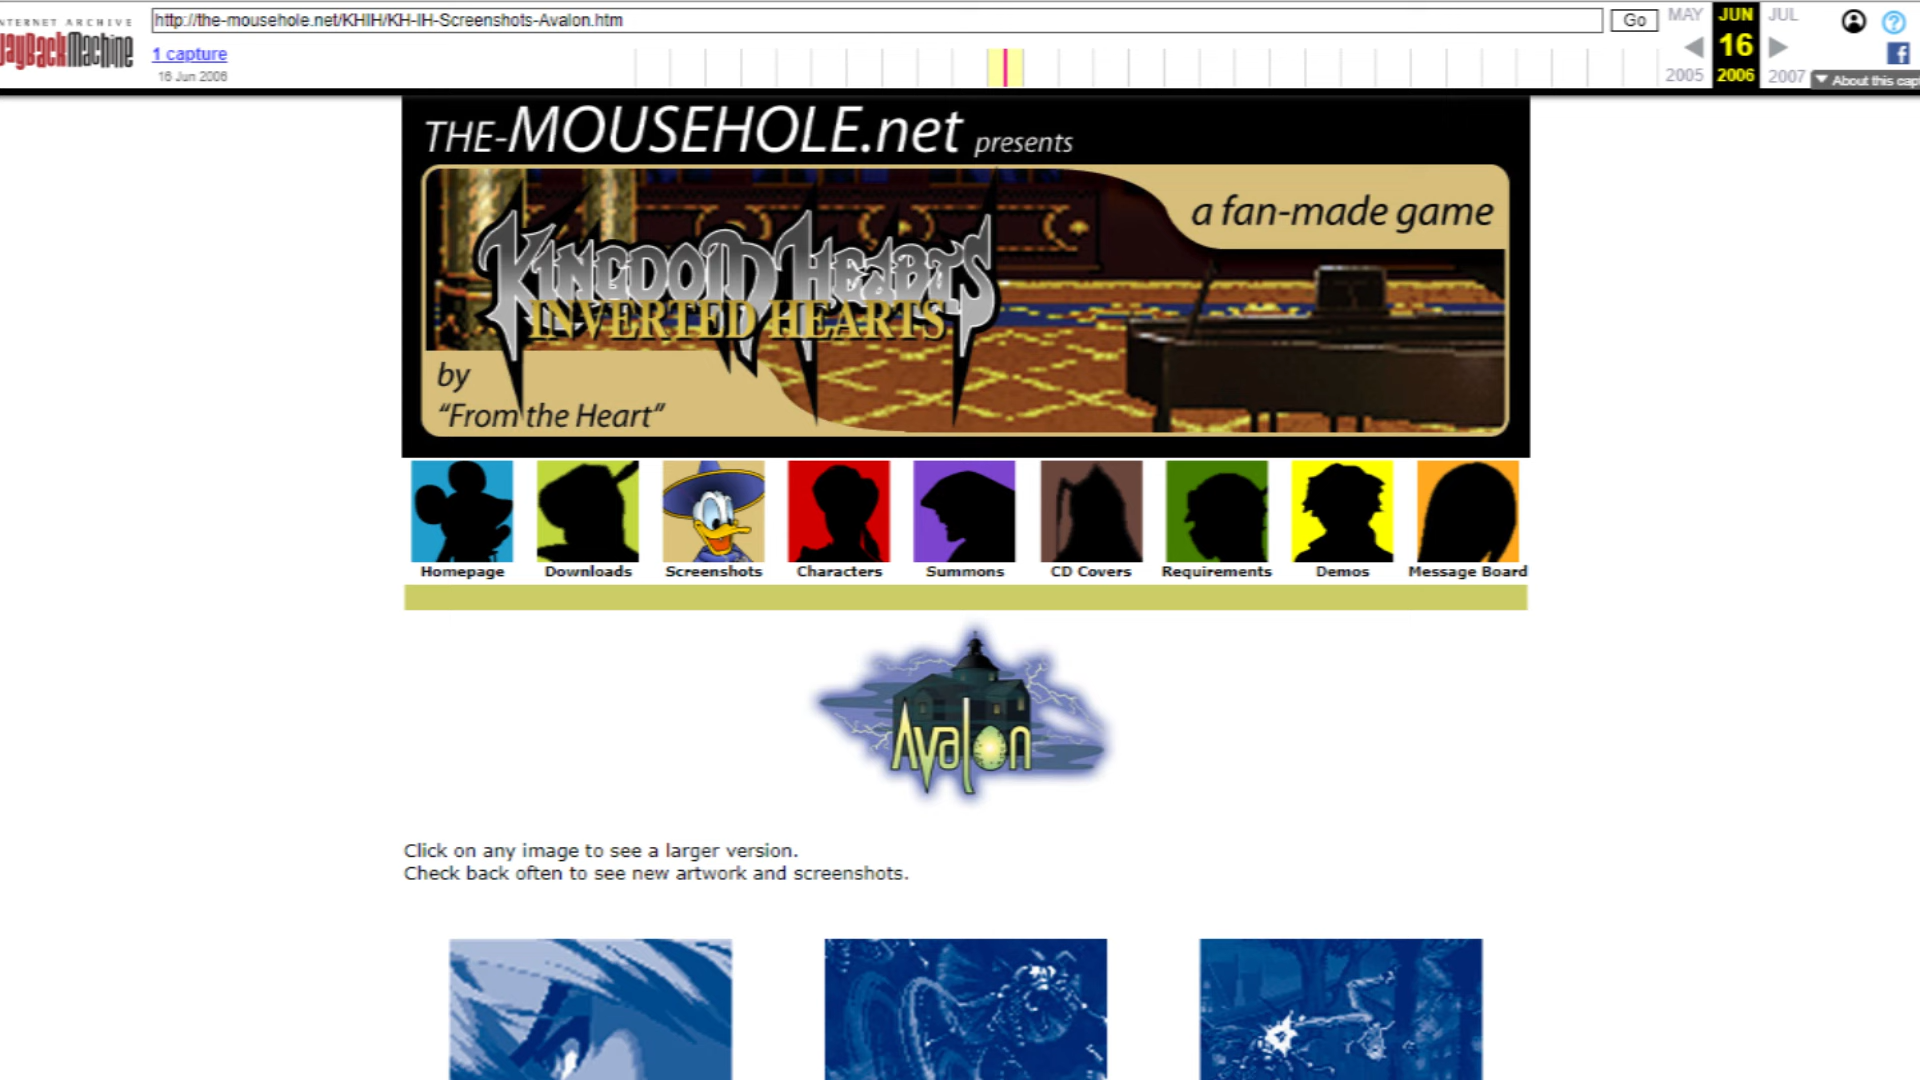 INTERNET ARCHIVE
WayBackMachine
http://the-mousehole.net/KHIH/KH-IH-Screenshots-Avalon.htm
Go
MAY
JUN
JUL
1 capture
16 Jun 2006
16
2005
2006
2007
f
About this cap
THE-MOUSEHOLE.net presents
a fan-made game
KINGDOM HEARTS
INVERTED HEARTS
by
"From the Heart"
Homepage
Downloads
Screenshots
Characters
Summons
CD Covers
Requirements
Demos
Message Board
Avalon
Click on any image to see a larger version.
Check back often to see new artwork and screenshots.